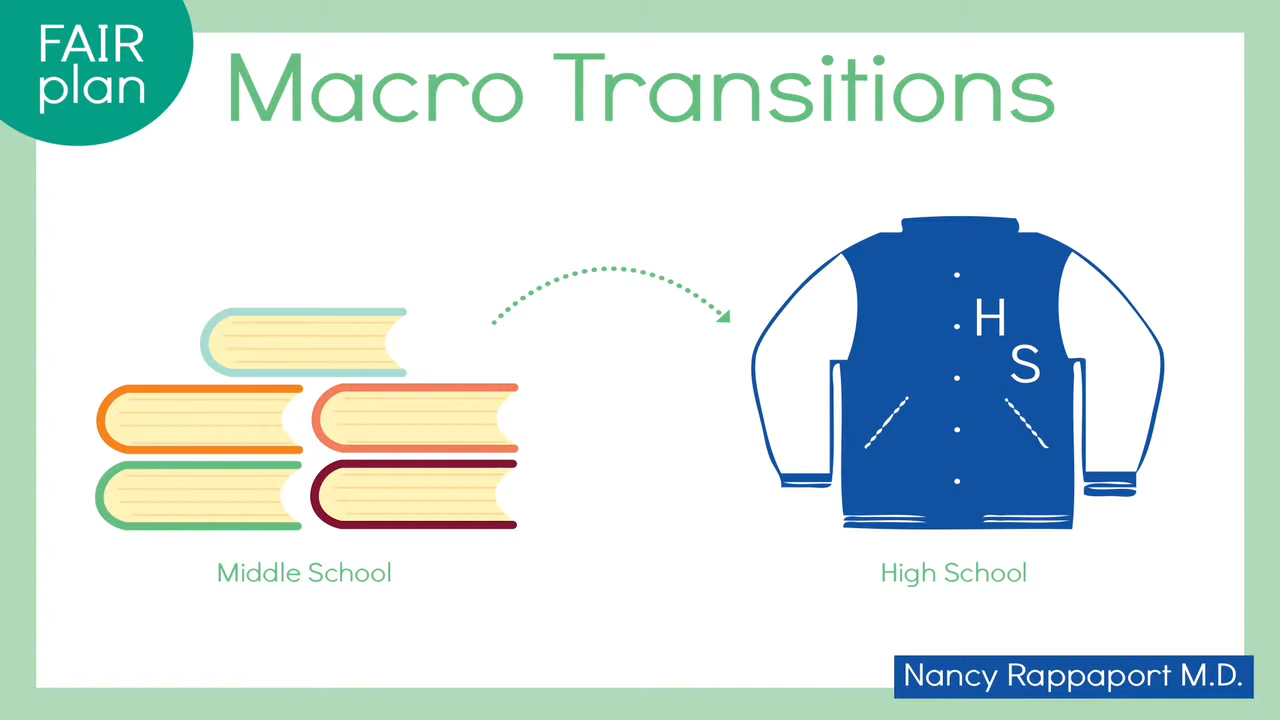 FAIR
plan
Macro Transitions
H
S
Middle School
High School
Nancy Rappaport M.D.